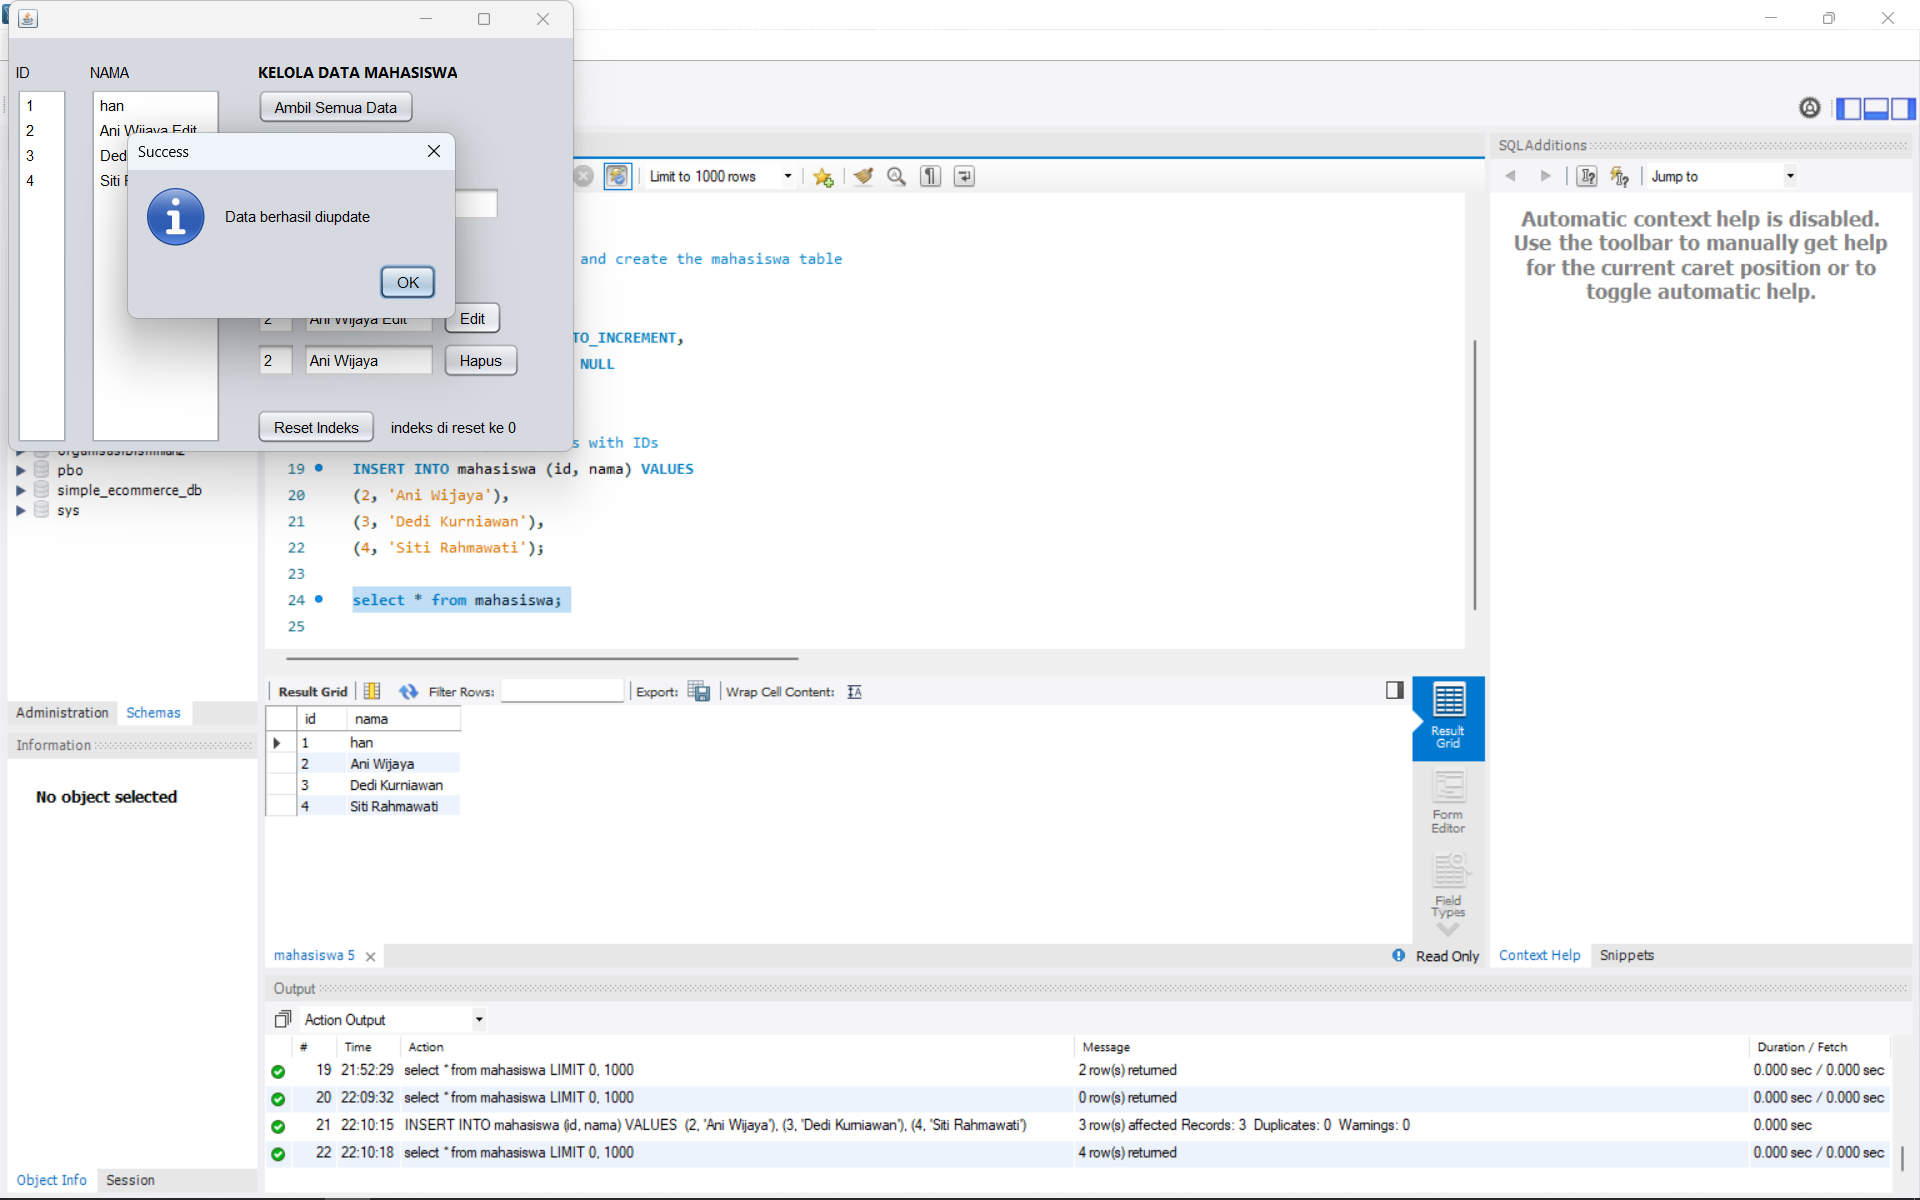 ID
NAMA
KELOLA DATA MAHASISWA
1
han
Ambil Semua Data
2
Ani Wijaya Edit
3
Ded
4
Siti
Success
Data berhasil diupdate
OK
2
Ani Wijaya Edit
Edit
2
Ani Wijaya
Hapus
Reset Indeks
indeks di reset ke 0
Limit to 1000 rows
and create the mahasiswa table
TO_INCREMENT,
NULL
s with IDs
19 INSERT INTO mahasiswa (id, nama) VALUES
20 (2, 'Ani Wijaya'),
21 (3, 'Dedi Kurniawan'),
22 (4, 'Siti Rahmawati');
23
24 select * from mahasiswa;
25
SQLAdditions
Jump to
Automatic context help is disabled.
Use the toolbar to manually get help
for the current caret position or to
toggle automatic help.
pbo
simple_ecommerce_db
sys
Administration
Schemas
Information
No object selected
Result Grid
Filter Rows:
Export:
Wrap Cell Content:
id nama
1 han
2 Ani Wijaya
3 Dedi Kurniawan
4 Siti Rahmawati
Result
Grid
Form
Editor
Field
Types
mahasiswa 5
Read Only
Context Help
Snippets
Output
Action Output
# Time Action Message Duration / Fetch
19 21:52:29 select * from mahasiswa LIMIT 0, 1000 2 row(s) returned 0.000 sec / 0.000 sec
20 22:09:32 select * from mahasiswa LIMIT 0, 1000 0 row(s) returned 0.000 sec / 0.000 sec
21 22:10:15 INSERT INTO mahasiswa (id, nama) VALUES (2, 'Ani Wijaya'), (3, 'Dedi Kurniawan'), (4, 'Siti Rahmawati') 3 row(s) affected Records: 3 Duplicates: 0 Warnings: 0 0.000 sec
22 22:10:18 select * from mahasiswa LIMIT 0, 1000 4 row(s) returned 0.000 sec / 0.000 sec
Object Info
Session